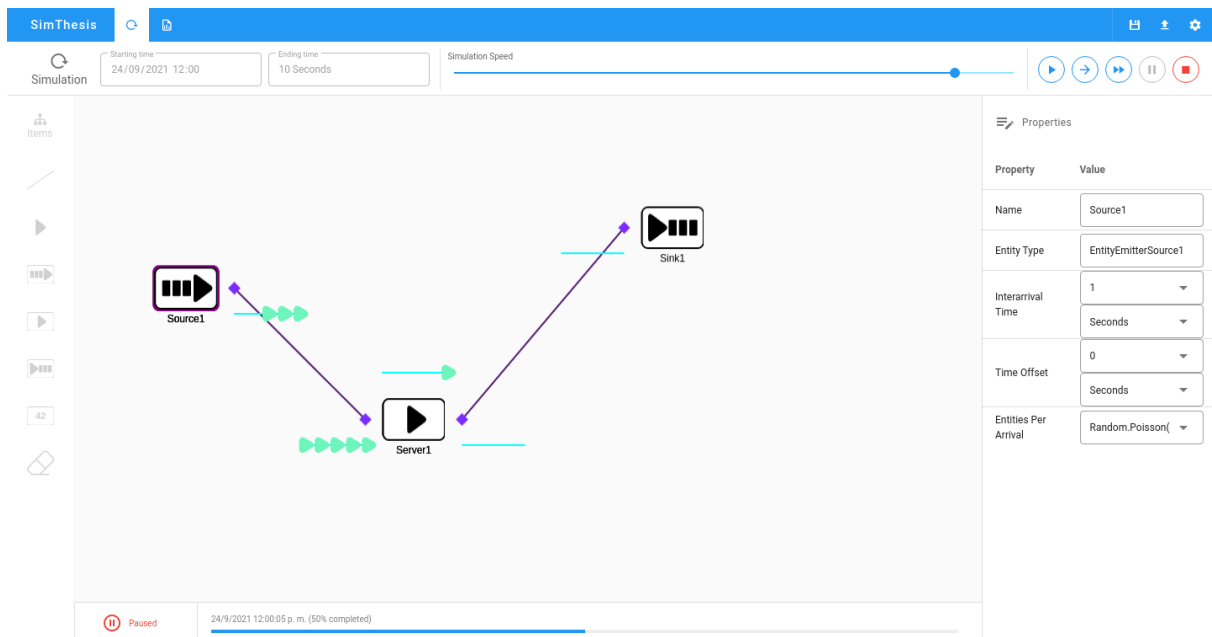 SimThesis
Simulation
Starting time
24/09/2021 12:00
Ending time
10 Seconds
Simulation Speed
Items
42
Source1
Server1
Sink1
Properties
Property Value
Name Source1
Entity Type EntityEmitterSource1
Interarrival
Time
1
Seconds
Time Offset
0
Seconds
Entities Per
Arrival
Random.Poisson(
Paused
24/9/2021 12:00:05 p. m. (50% completed)